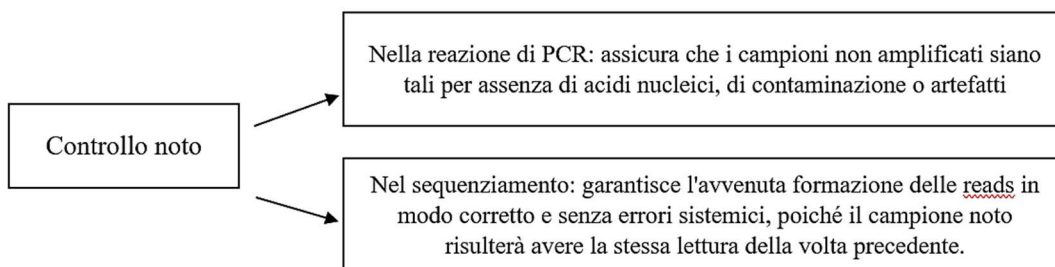 Nella reazione di PCR: assicura che i campioni non amplificati siano
tali per assenza di acidi nucleici, di contaminazione o artefatti
Controllo noto
Nel sequenziamento: garantisce l'avvenuta formazione delle reads in
modo corretto e senza errori sistemici, poiché il campione noto
risulterà avere la stessa lettura della volta precedente.